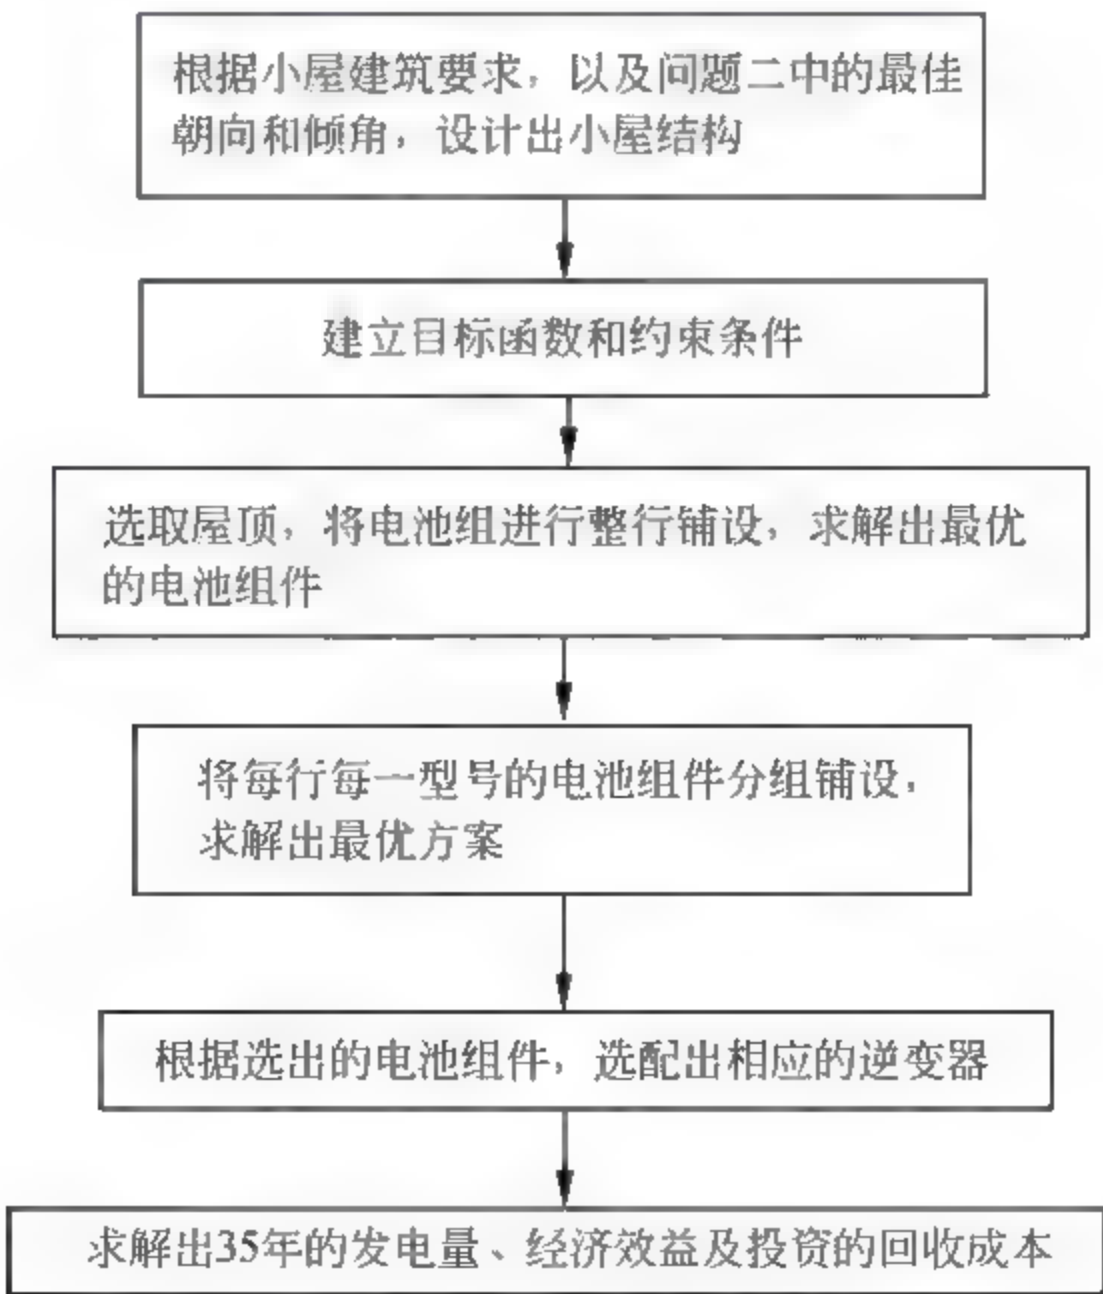 根据小屋建筑要求，以及问题二中的最佳
朝向和倾角，设计出小屋结构
建立目标函数和约束条件
选取屋顶，将电池组进行整行铺设，求解出最优
的电池组件
将每行每一型号的电池组件分组铺设，
求解出最优方案
根据选出的电池组件，选配出相应的逆变器
求解出35年的发电量、经济效益及投资的回收成本